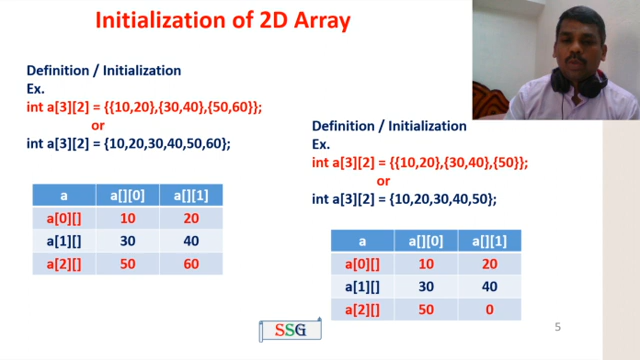 Initialization of 2D Array
Definition / Initialization
Ex.
int a[3][2] = {{10,20},{30,40},{50,60}};
or
int a[3][2] = {10,20,30,40,50,60};
a a[][0] a[][1]
a[0][] 10 20
a[1][] 30 40
a[2][] 50 60
Definition / Initialization
Ex.
int a[3][2] = {{10,20},{30,40},{50}};
or
int a[3][2] = {10,20,30,40,50};
a a[][0] a[][1]
a[0][] 10 20
a[1][] 30 40
a[2][] 50 0
SSG
5